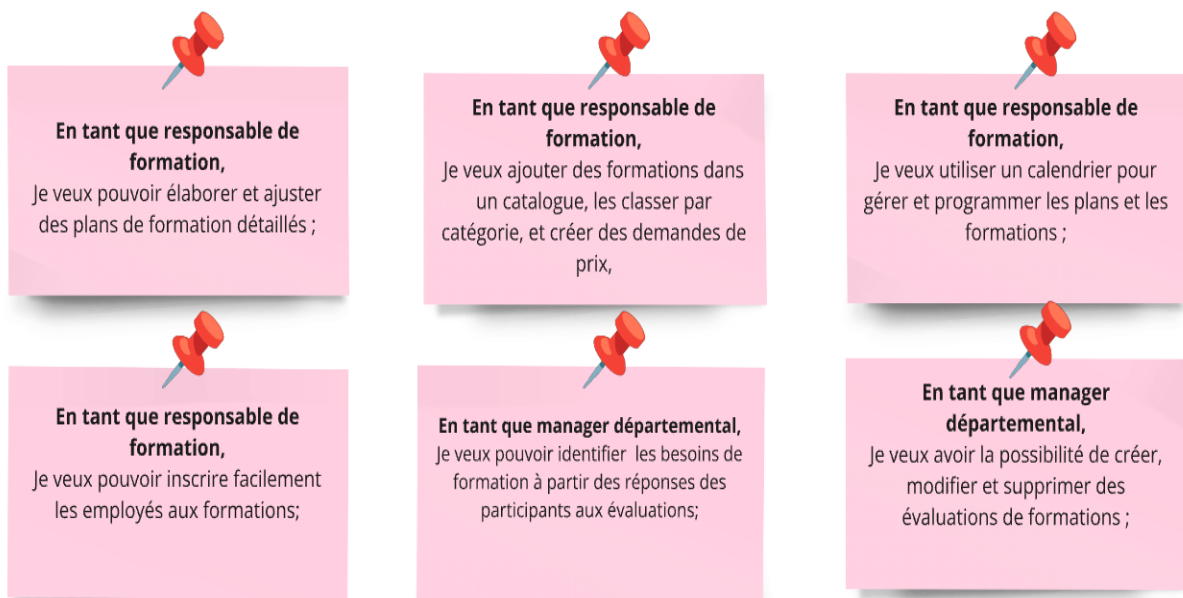 En tant que responsable de
formation,
Je veux pouvoir élaborer et ajuster
des plans de formation détaillés ;
En tant que responsable de
formation,
Je veux ajouter des formations dans
un catalogue, les classer par
catégorie, et créer des demandes de
prix,
En tant que responsable de
formation,
Je veux utiliser un calendrier pour
gérer et programmer les plans et les
formations ;
En tant que responsable de
formation,
Je veux pouvoir inscrire facilement
les employés aux formations;
En tant que manager départemental,
Je veux pouvoir identifier les besoins de
formation à partir des réponses des
participants aux évaluations;
En tant que manager
départemental,
Je veux avoir la possibilité de créer,
modifier et supprimer des
évaluations de formations ;